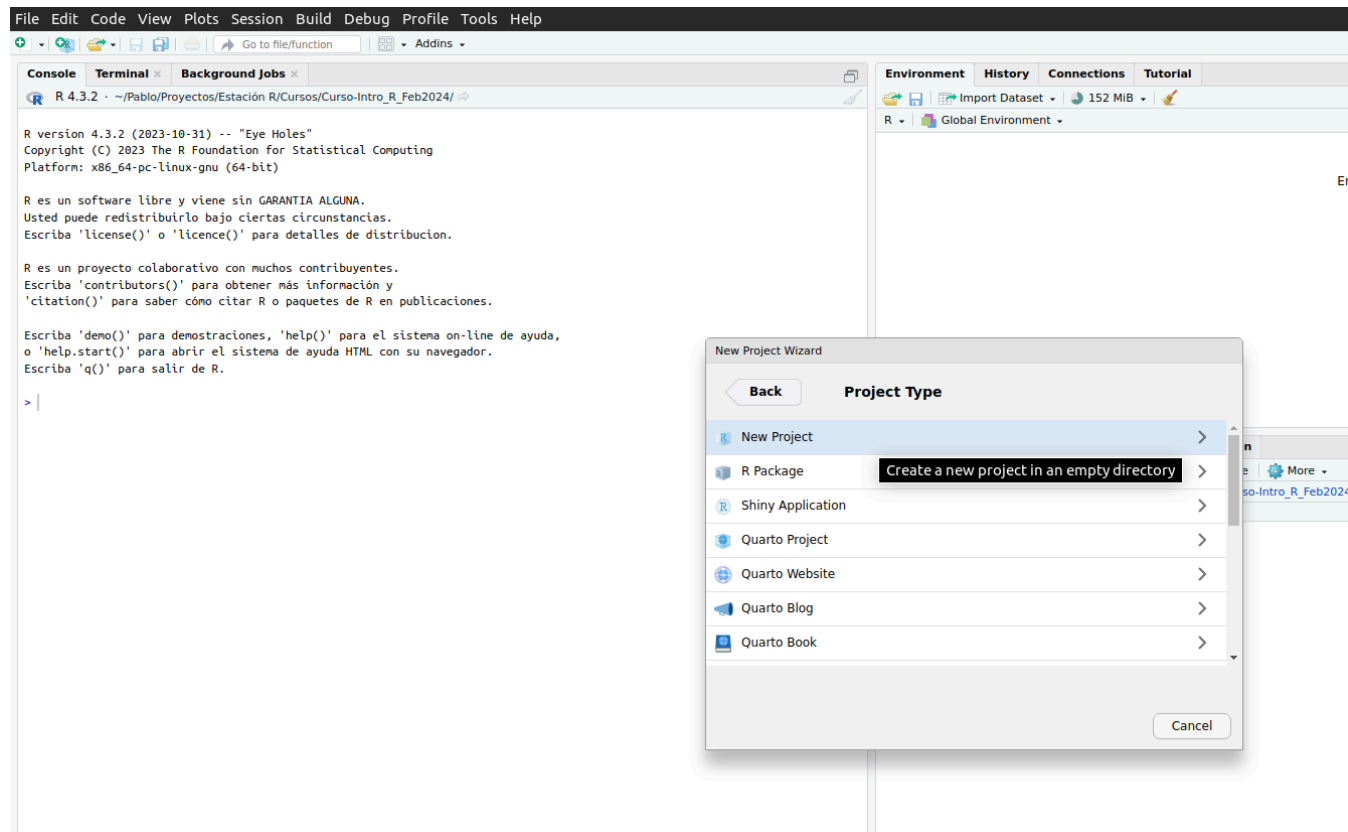 File Edit Code View Plots Session Build Debug Profile Tools Help
Go to file/function Addins
Console Terminal Background Jobs
R 4.3.2 · ~/Pablo/Proyectos/Estación R/Cursos/Curso-Intro_R_Feb2024/
R version 4.3.2 (2023-10-31) -- "Eye Holes"
Copyright (C) 2023 The R Foundation for Statistical Computing
Platform: x86_64-pc-linux-gnu (64-bit)
R es un software libre y viene sin GARANTIA ALGUNA.
Usted puede redistribuirlo bajo ciertas circunstancias.
Escriba 'license()' o 'licence()' para detalles de distribucion.
R es un proyecto colaborativo con muchos contribuyentes.
Escriba 'contributors()' para obtener más información y
'citation()' para saber cómo citar R o paquetes de R en publicaciones.
Escriba 'demo()' para demostraciones, 'help()' para el sistema on-line de ayuda,
o 'help.start()' para abrir el sistema de ayuda HTML con su navegador.
Escriba 'q()' para salir de R.
>
Environment History Connections Tutorial
Import Dataset 152 MiB
R Global Environment
En
New Project Wizard
Back Project Type
New Project
R Package
Create a new project in an empty directory
Shiny Application
Quarto Project
Quarto Website
Quarto Blog
Quarto Book
Cancel
n
e More
so-Intro_R_Feb2024